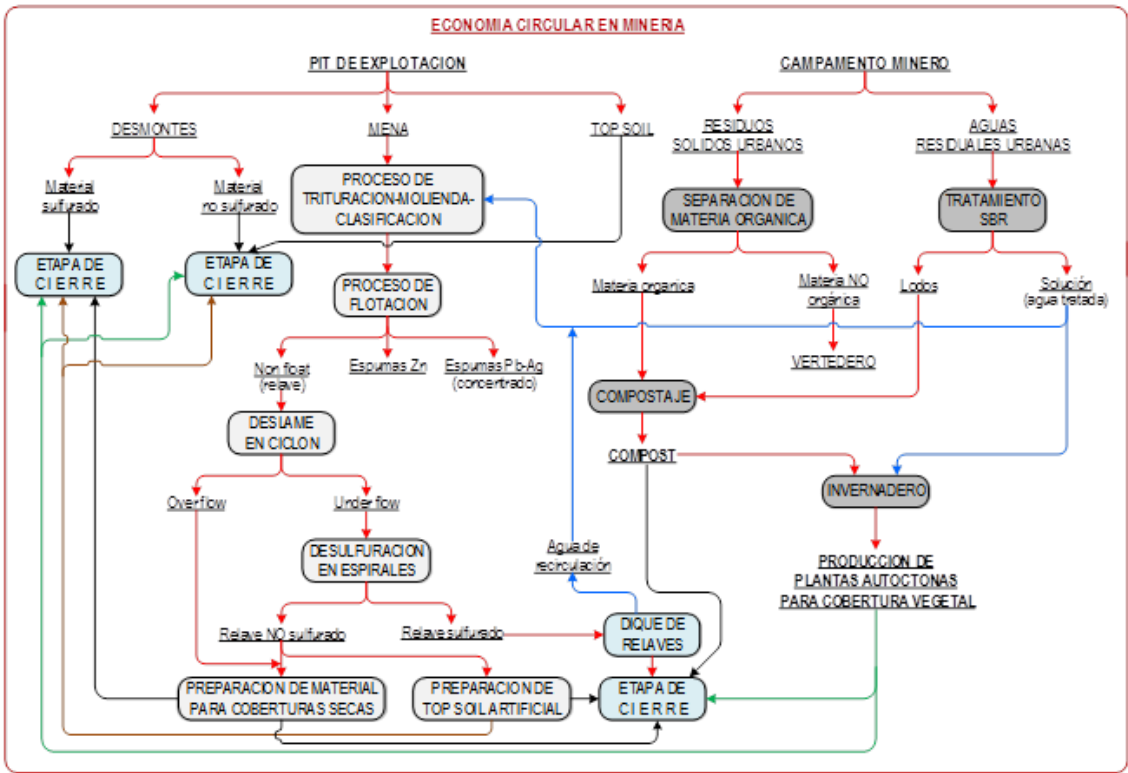 ECONOMIA CIRCULAR EN MINERIA
PIT DE EXPLOTACION
CAMPAMENTO MINERO
DESMONTES
MENA
TOP SOIL
RESIDUOS
SOLIDOS URBANOS
AGUAS
RESIDUALES URBANAS
Material
sulfurado
Material
no sulfurado
PROCESO DE
TRITURACION-MOLIENDA-
CLASIFICACION
SEPARACION DE
MATERIA ORGANICA
TRATAMIENTO
SBR
ETAPA DE
CIERRE
ETAPA DE
CIERRE
PROCESO DE
FLOTACION
Materia organica
Materia NO
orgánica
Lodos
Solución
(agua tratada)
Non float
(relave)
Espumas Zn
Espumas Pb-Ag
(concentrado)
VERTEDERO
COMPOSTAJE
DESLAME
EN CICLON
COMPOST
INVERNADERO
Overflow
Underflow
DESULFURACION
EN ESPIRALES
Agua de
recirculación
PRODUCCION DE
PLANTAS AUTOCTONAS
PARA COBERTURA VEGETAL
Relave NO sulfurado
Relave sulfurado
DIQUE DE
RELAVES
PREPARACION DE MATERIAL
PARA COBERTURAS SECAS
PREPARACION DE
TOP SOIL ARTIFICIAL
ETAPA DE
CIERRE